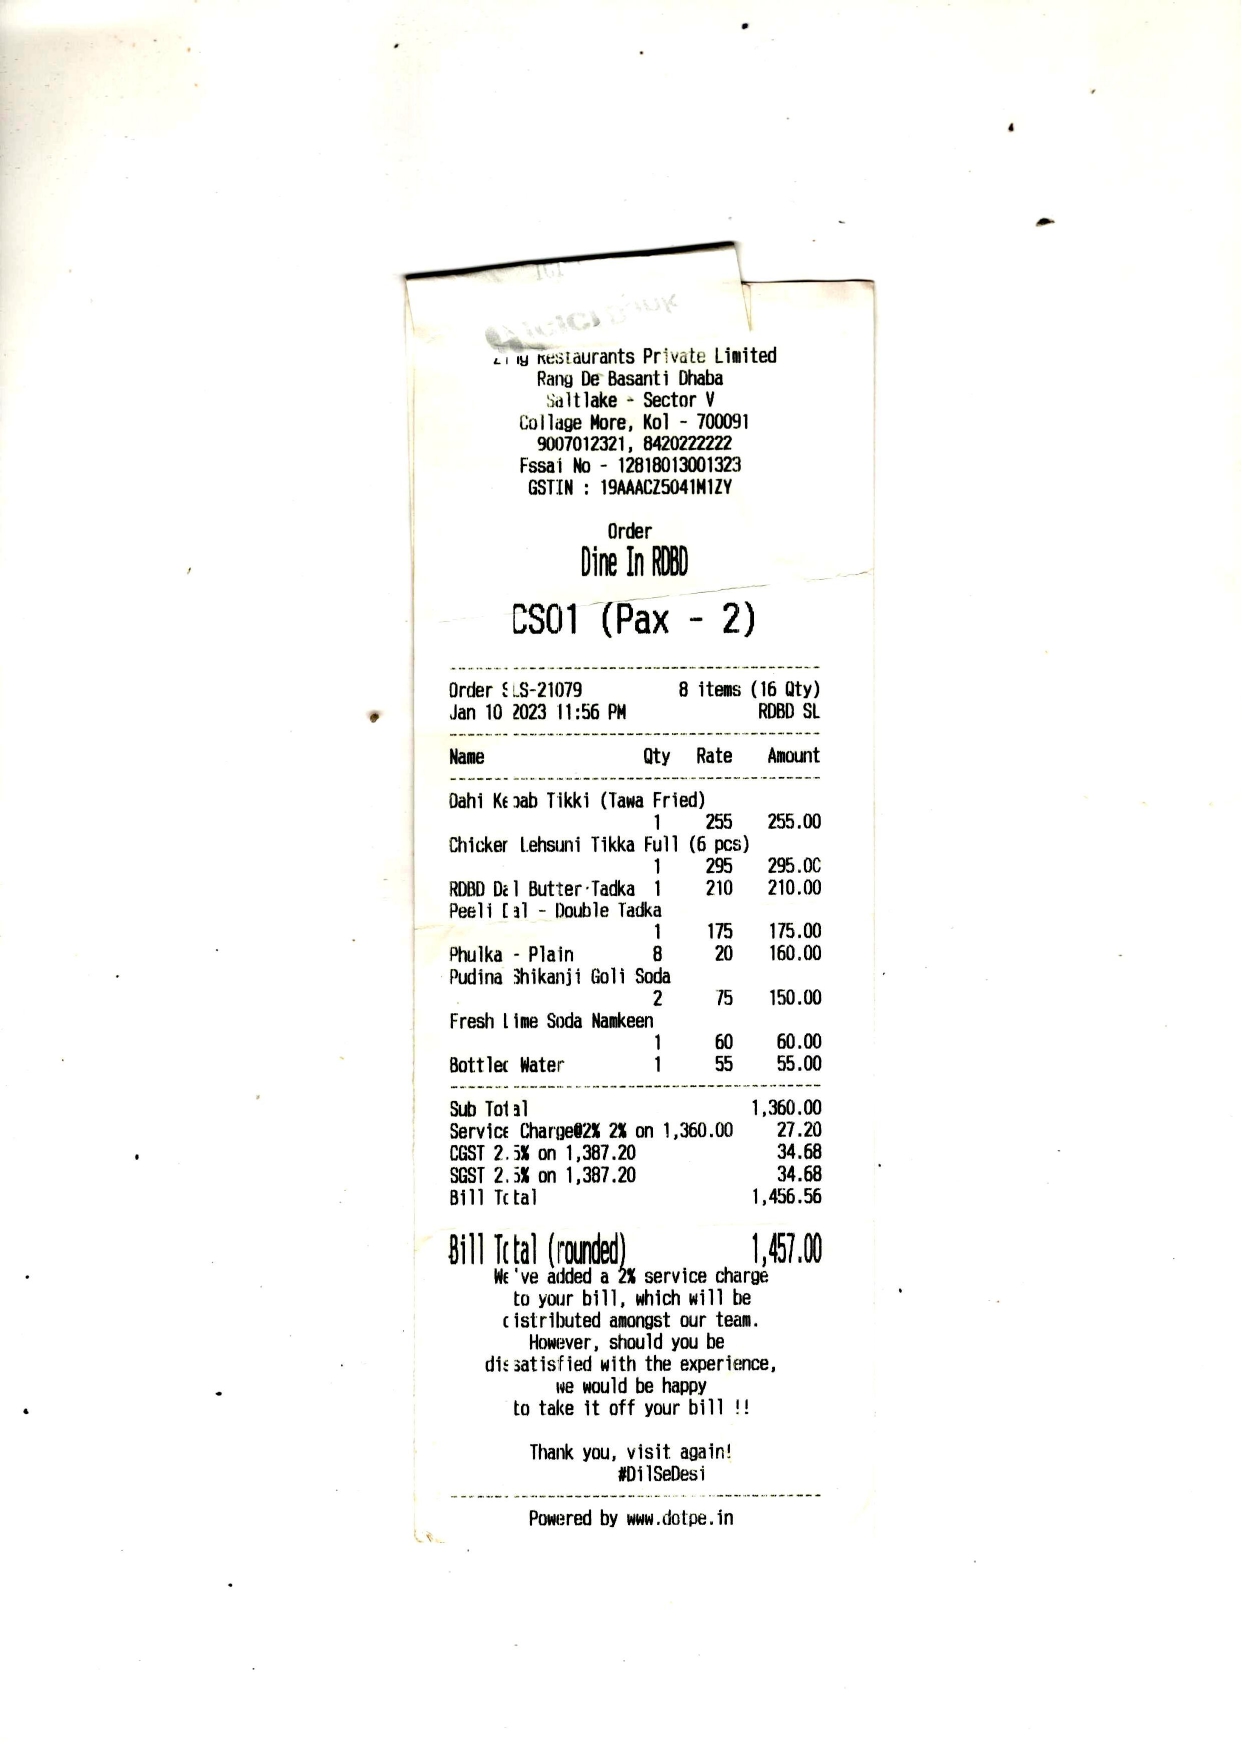 ICICI Bank
Restaurants Private Limited
Rang De Basanti Dhaba
Saltlake - Sector V
Collage More, Kol - 700091
9007012321, 8420222222
Fssai No - 12818013001323
GSTIN : 19AAACZ5041M1ZY
Order
Dine In RDBD
CS01 (Pax - 2)
Order SLS-21079 8 items (16 Qty)
Jan 10 2023 11:56 PM RDBD SL
Name Qty Rate Amount
Dahi Kebab Tikki (Tawa Fried)
1 255 255.00
Chicken Lehsuni Tikka Full (6 pcs)
1 295 295.00
RDBD Dal Butter Tadka 1 210 210.00
Peeli Dal - Double Tadka
1 175 175.00
Phulka - Plain 8 20 160.00
Pudina Shikanji Goli Soda
2 75 150.00
Fresh Lime Soda Namkeen
1 60 60.00
Bottled Water 1 55 55.00
Sub Total 1,360.00
Service Charge@2% 2% on 1,360.00 27.20
CGST 2.5% on 1,387.20 34.68
SGST 2.5% on 1,387.20 34.68
Bill Total 1,456.56
Bill Total (rounded) 1,457.00
We've added a 2% service charge
to your bill, which will be
distributed amongst our team.
However, should you be
dissatisfied with the experience,
we would be happy
to take it off your bill !!
Thank you, visit again!
#DilSeDesi
Powered by www.dotpe.in